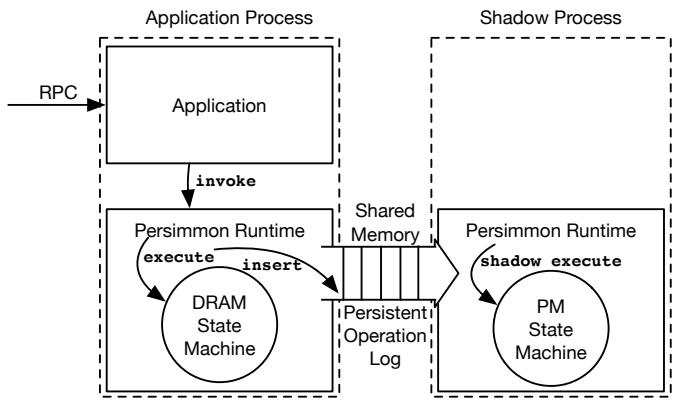 Application Process
Shadow Process
RPC
Application
invoke
Persimmon Runtime
execute
insert
DRAM
State
Machine
Shared
Memory
Persistent
Operation
Log
Persimmon Runtime
shadow execute
PM
State
Machine